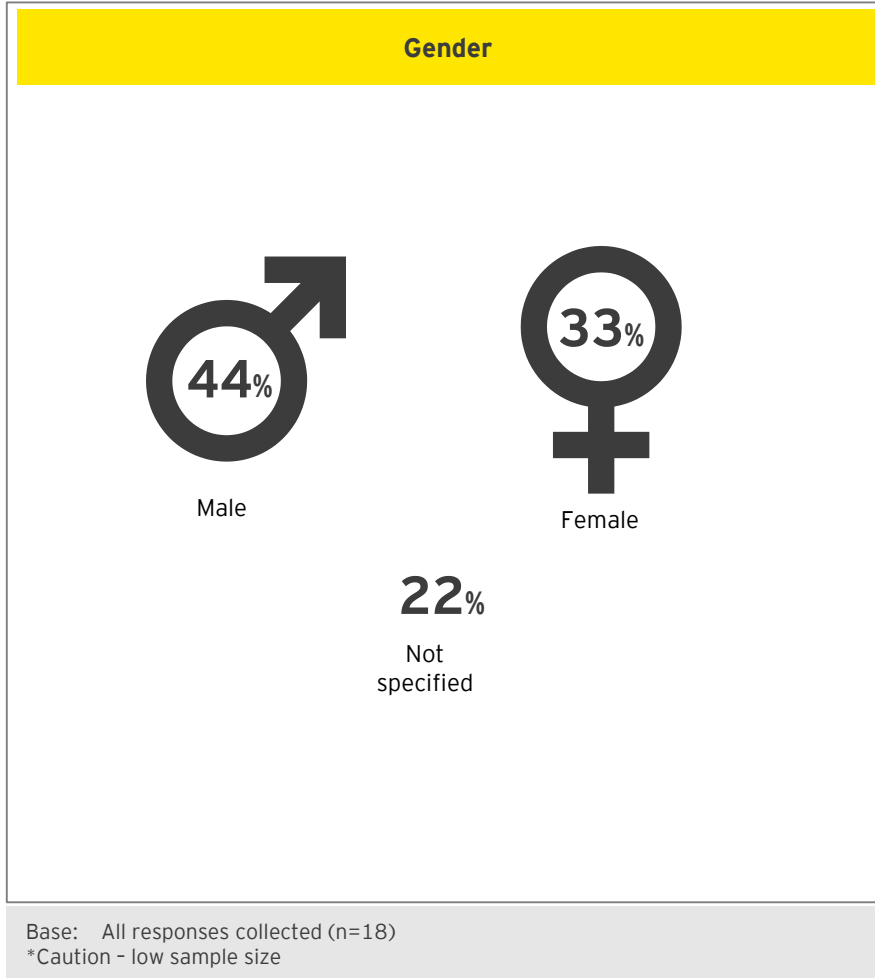 Gender
44%
Male
33%
Female
22%
Not
specified
Base: All responses collected (n=18)
*Caution – low sample size